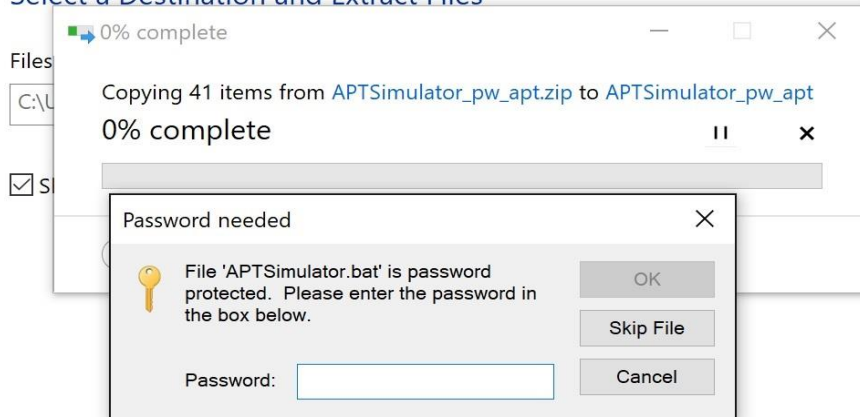 Select a Destination and Extract Files
0% complete
Files
C:\U
Copying 41 items from APTSimulator_pw_apt.zip to APTSimulator_pw_apt
0% complete
Password needed
File 'APTSimulator.bat' is password
protected. Please enter the password in
the box below.
OK
Skip File
Password:
Cancel